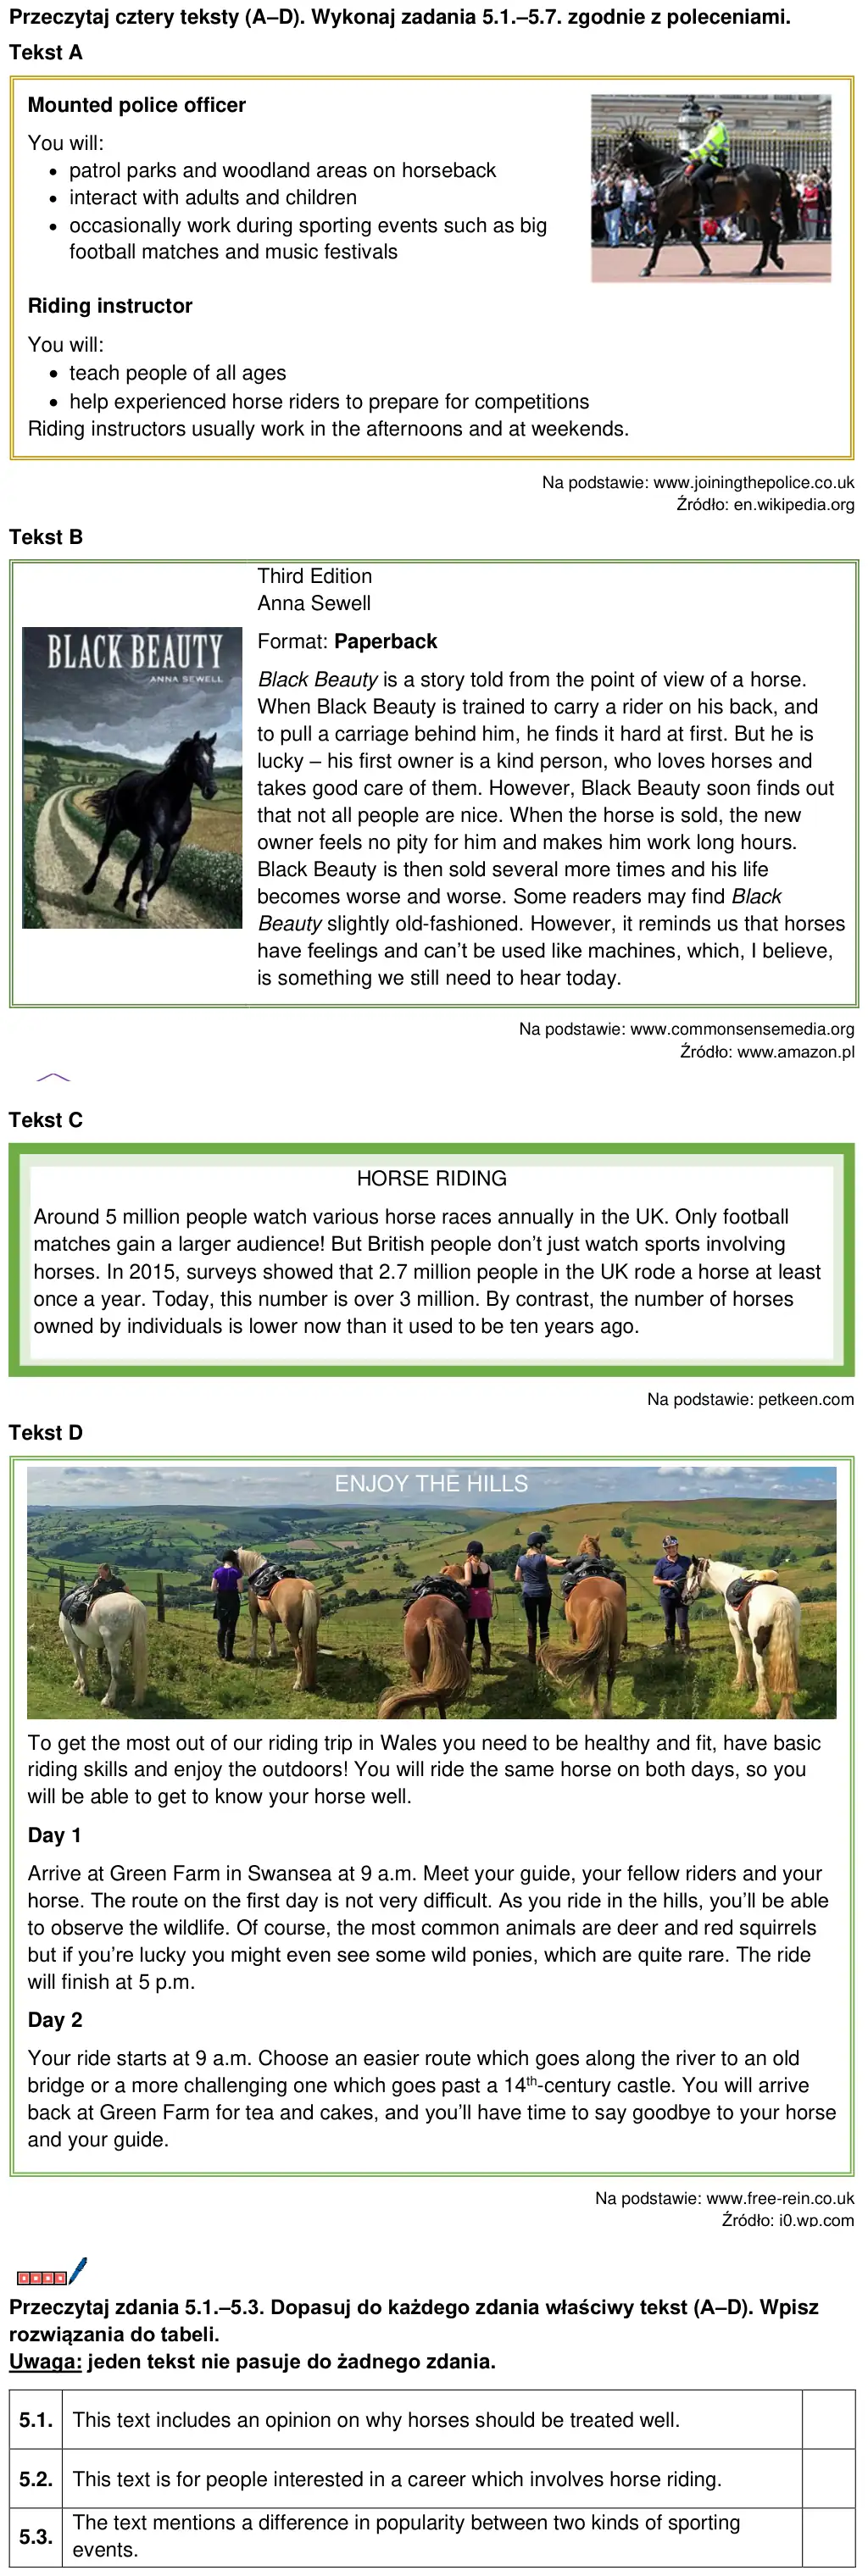 Przeczytaj cztery teksty (A–D). Wykonaj zadania 5.1.–5.7. zgodnie z poleceniami.
Tekst A
Mounted police officer
You will:
• patrol parks and woodland areas on horseback
• interact with adults and children
• occasionally work during sporting events such as big
football matches and music festivals
Riding instructor
You will:
• teach people of all ages
• help experienced horse riders to prepare for competitions
Riding instructors usually work in the afternoons and at weekends.
Na podstawie: www.joiningthepolice.co.uk
Źródło: en.wikipedia.org
Tekst B
Third Edition
Anna Sewell
BLACK BEAUTY
ANNA SEWELL
Format: Paperback
Black Beauty is a story told from the point of view of a horse.
When Black Beauty is trained to carry a rider on his back, and
to pull a carriage behind him, he finds it hard at first. But he is
lucky – his first owner is a kind person, who loves horses and
takes good care of them. However, Black Beauty soon finds out
that not all people are nice. When the horse is sold, the new
owner feels no pity for him and makes him work long hours.
Black Beauty is then sold several more times and his life
becomes worse and worse. Some readers may find Black
Beauty slightly old-fashioned. However, it reminds us that horses
have feelings and can't be used like machines, which, I believe,
is something we still need to hear today.
Na podstawie: www.commonsensemedia.org
Źródło: www.amazon.pl
Tekst C
HORSE RIDING
Around 5 million people watch various horse races annually in the UK. Only football
matches gain a larger audience! But British people don't just watch sports involving
horses. In 2015, surveys showed that 2.7 million people in the UK rode a horse at least
once a year. Today, this number is over 3 million. By contrast, the number of horses
owned by individuals is lower now than it used to be ten years ago.
Na podstawie: petkeen.com
Tekst D
ENJOY THE HILLS
To get the most out of our riding trip in Wales you need to be healthy and fit, have basic
riding skills and enjoy the outdoors! You will ride the same horse on both days, so you
will be able to get to know your horse well.
Day 1
Arrive at Green Farm in Swansea at 9 a.m. Meet your guide, your fellow riders and your
horse. The route on the first day is not very difficult. As you ride in the hills, you'll be able
to observe the wildlife. Of course, the most common animals are deer and red squirrels
but if you're lucky you might even see some wild ponies, which are quite rare. The ride
will finish at 5 p.m.
Day 2
Your ride starts at 9 a.m. Choose an easier route which goes along the river to an old
bridge or a more challenging one which goes past a 14th-century castle. You will arrive
back at Green Farm for tea and cakes, and you'll have time to say goodbye to your horse
and your guide.
Na podstawie: www.free-rein.co.uk
Źródło: i0.wp.com
Przeczytaj zdania 5.1.–5.3. Dopasuj do każdego zdania właściwy tekst (A–D). Wpisz
rozwiązania do tabeli.
Uwaga: jeden tekst nie pasuje do żadnego zdania.
5.1. This text includes an opinion on why horses should be treated well.
5.2. This text is for people interested in a career which involves horse riding.
5.3. The text mentions a difference in popularity between two kinds of sporting
events.